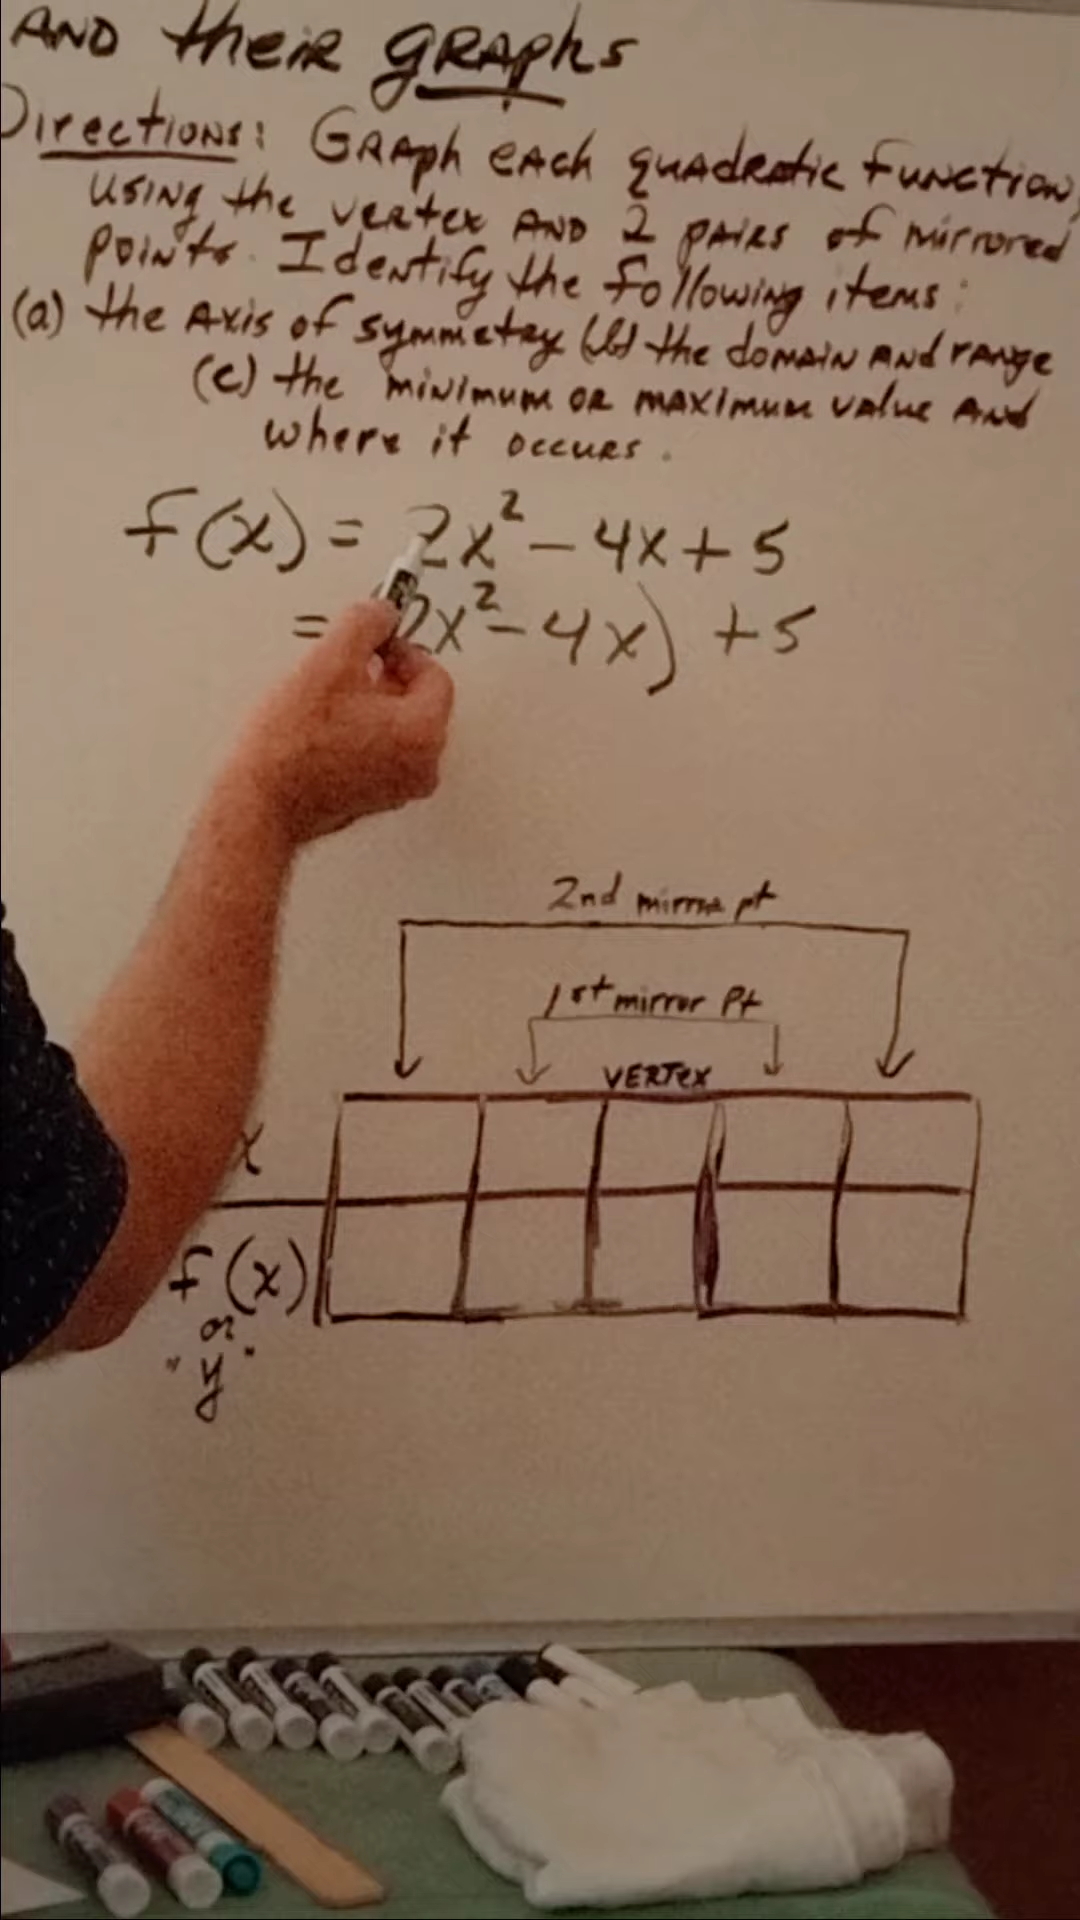 AND their graphs
Directions: Graph each quadratic function,
using the vertex AND 2 pairs of mirrored
points. Identify the following items:
(a) the Axis of symmetry (b) the domain and range
(c) the minimum or maximum value and
where it occurs.
f(x) = 2x² - 4x + 5
= 2x² - 4x) + 5
2nd mirror pt
1st mirror Pt
VERTEX
x
f(x)
or
"y"